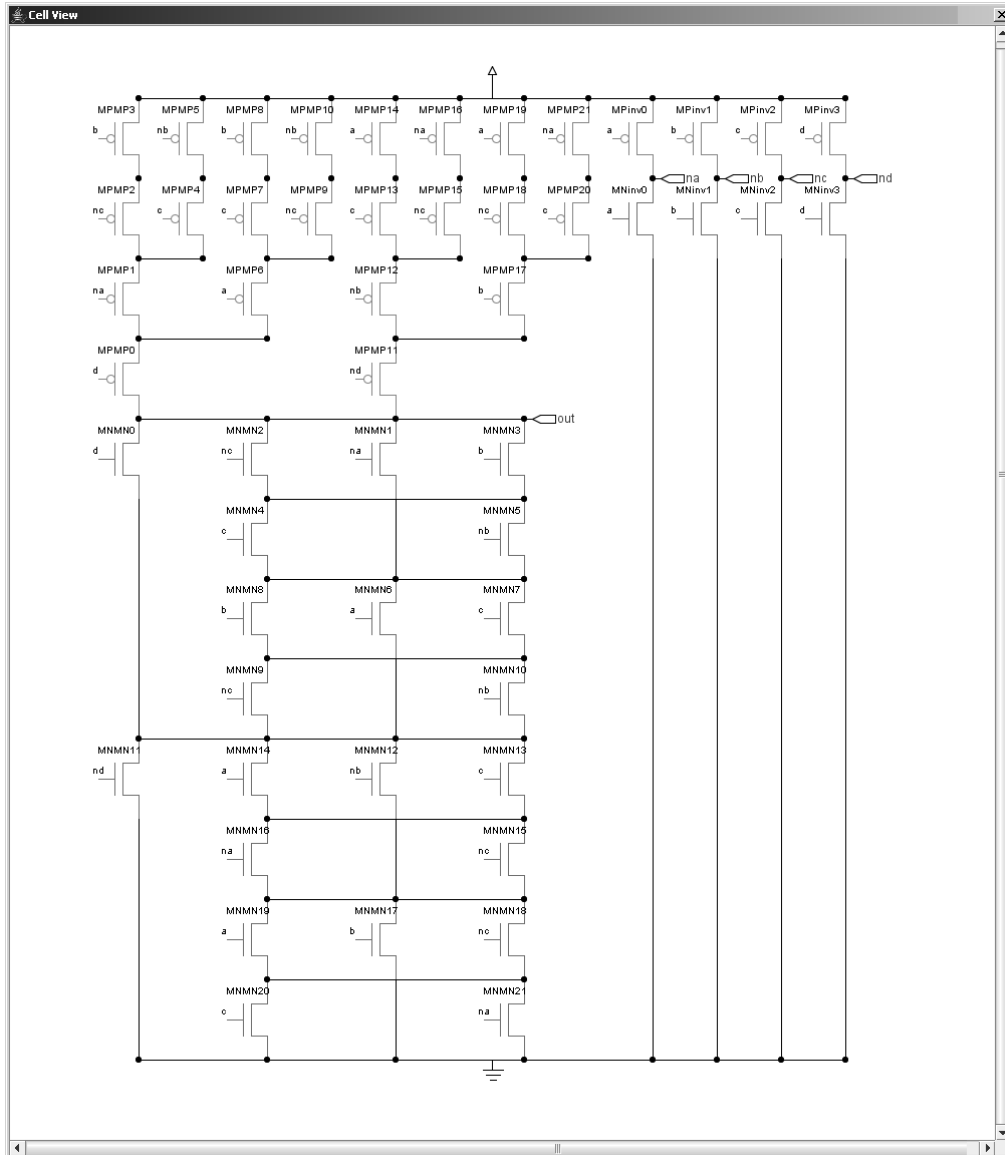 Cell View
MPMP3 MPMP5 MPMP8 MPMP10 MPMP14 MPMP16 MPMP19 MPMP21 MPinv0 MPinv1 MPinv2 MPinv3
b nb b nb a na a na a b c d
na nb nc nd
MPMP2 MPMP4 MPMP7 MPMP9 MPMP13 MPMP15 MPMP18 MPMP20 MNinv0 MNinv1 MNinv2 MNinv3
nc c c nc c nc nc c a b c d
MPMP1 MPMP6 MPMP12 MPMP17
na a nb b
MPMP0 MPMP11
d nd
out
MNMN0 MNMN2 MNMN1 MNMN3
d nc na b
MNMN4 MNMN5
c nb
MNMN8 MNMN6 MNMN7
b a c
MNMN9 MNMN10
nc nb
MNMN11 MNMN14 MNMN12 MNMN13
nd a nb c
MNMN16 MNMN15
na nc
MNMN19 MNMN17 MNMN18
a b nc
MNMN20 MNMN21
c na